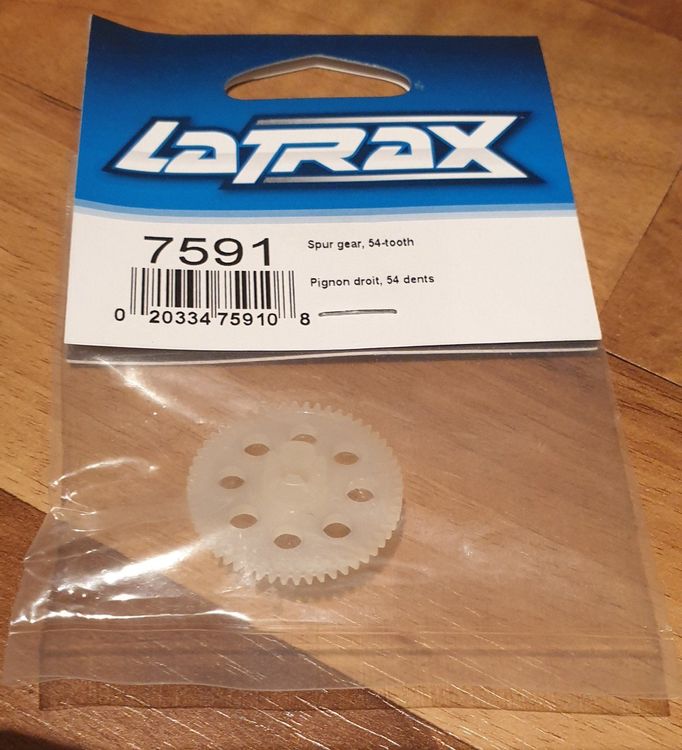 LaTRAX
7591
Spur gear, 54-tooth
Pignon droit, 54 dents
0 20334 75910 8